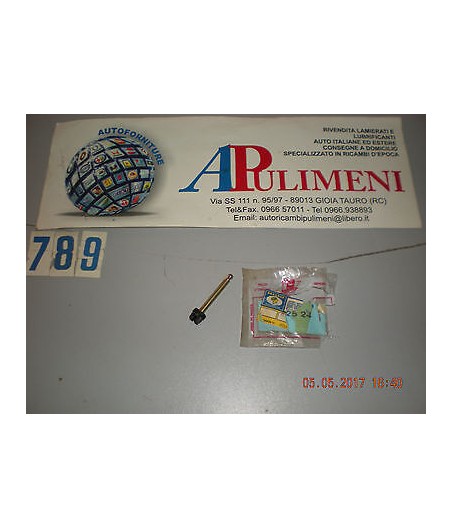 AUTOFORNITURE
RIVENDITA LAMIERATI E
LUBRIFICANTI
AUTO ITALIANE ED ESTERE
CONSEGNE A DOMICILIO
SPECIALIZZATO IN RICAMBI D'EPOCA
APULIMENI
Via SS 111 n. 95/97 - 89013 GIOIA TAURO (RC)
Tel&Fax. 0966 57011 - Tel 0966.938893
Email: autoricambipulimeni@libero.it
789
05.05.2017